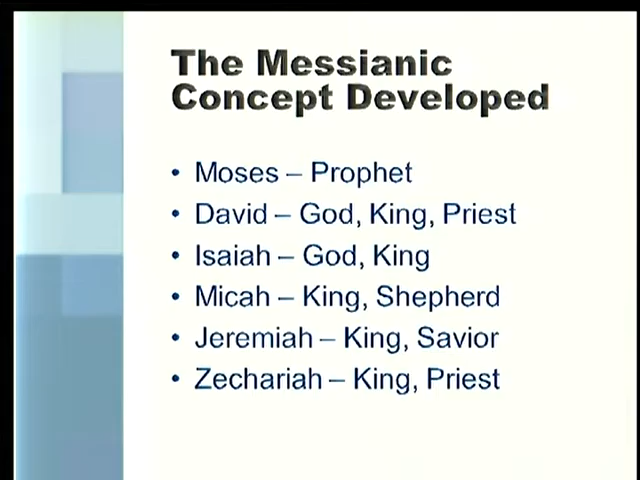 The Messianic
Concept Developed
• Moses – Prophet
• David – God, King, Priest
• Isaiah – God, King
• Micah – King, Shepherd
• Jeremiah – King, Savior
• Zechariah – King, Priest